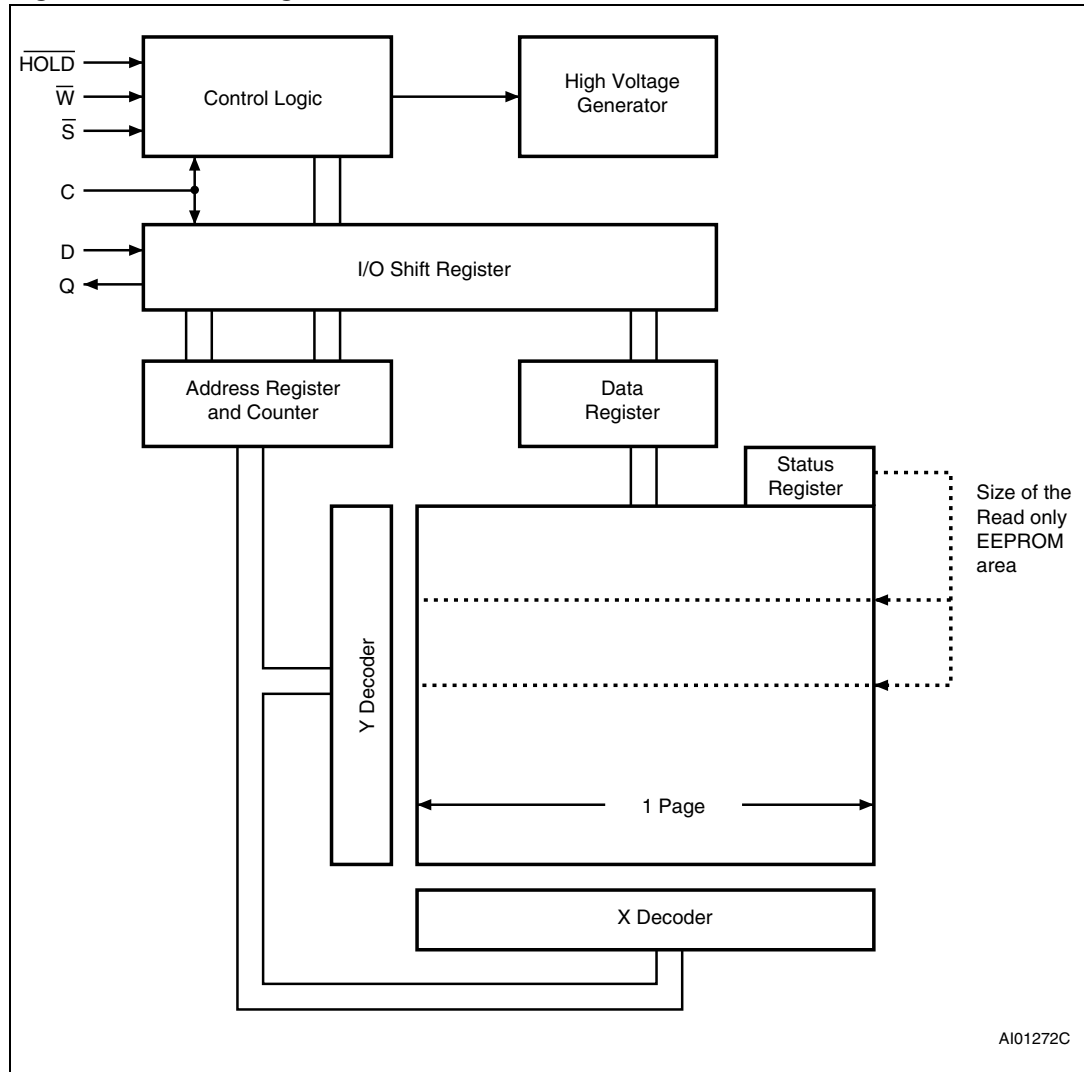 HOLD
W
S
C
D
Q
Control Logic
High Voltage
Generator
I/O Shift Register
Address Register
and Counter
Data
Register
Status
Register
Size of the
Read only
EEPROM
area
Y Decoder
1 Page
X Decoder
AI01272C